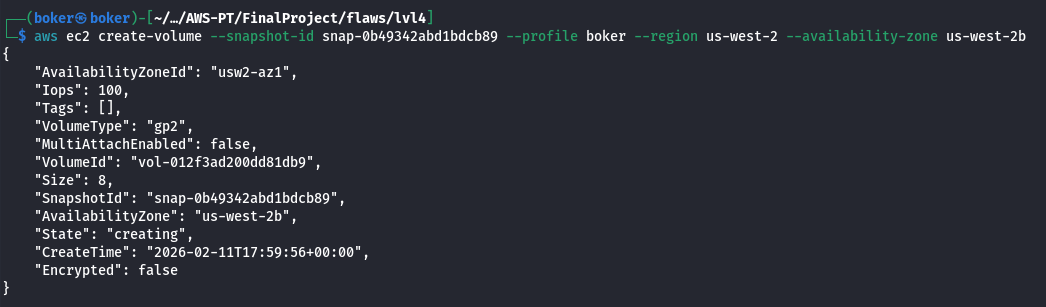 (boker㉿boker)-[~/…/AWS-PT/FinalProject/flaws/lvl4]
$ aws ec2 create-volume --snapshot-id snap-0b49342abd1bdcb89 --profile boker --region us-west-2 --availability-zone us-west-2b
{
    "AvailabilityZoneId": "usw2-az1",
    "Iops": 100,
    "Tags": [],
    "VolumeType": "gp2",
    "MultiAttachEnabled": false,
    "VolumeId": "vol-012f3ad200dd81db9",
    "Size": 8,
    "SnapshotId": "snap-0b49342abd1bdcb89",
    "AvailabilityZone": "us-west-2b",
    "State": "creating",
    "CreateTime": "2026-02-11T17:59:56+00:00",
    "Encrypted": false
}